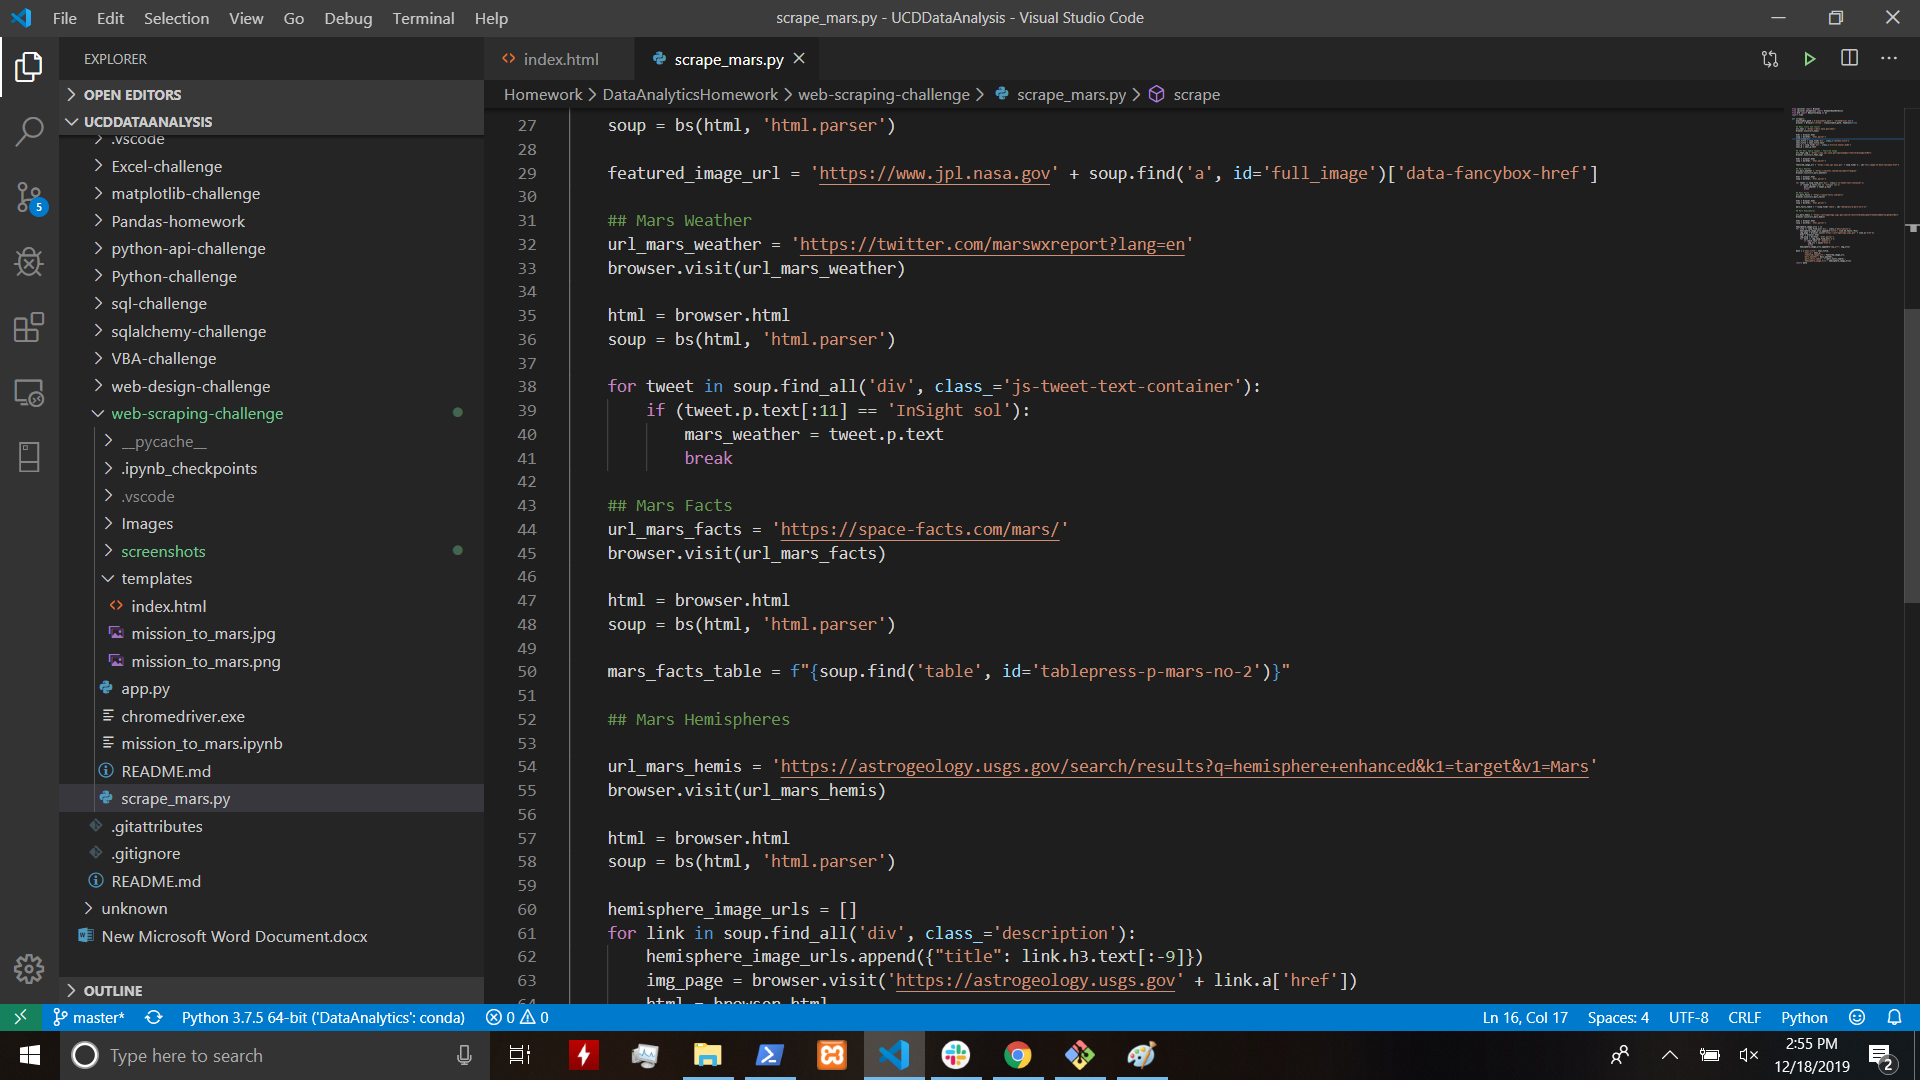 File Edit Selection View Go Debug Terminal Help
scrape_mars.py - UCDDataAnalysis - Visual Studio Code
EXPLORER
OPEN EDITORS
UCDDATAANALYSIS
.vscode
Excel-challenge
matplotlib-challenge
Pandas-homework
python-api-challenge
Python-challenge
sql-challenge
sqlalchemy-challenge
VBA-challenge
web-design-challenge
web-scraping-challenge
__pycache__
.ipynb_checkpoints
.vscode
Images
screenshots
templates
index.html
mission_to_mars.jpg
mission_to_mars.png
app.py
chromedriver.exe
mission_to_mars.ipynb
README.md
scrape_mars.py
.gitattributes
.gitignore
README.md
unknown
New Microsoft Word Document.docx
OUTLINE
5
index.html scrape_mars.py
Homework > DataAnalyticsHomework > web-scraping-challenge > scrape_mars.py > scrape
27 soup = bs(html, 'html.parser')
28
29 featured_image_url = 'https://www.jpl.nasa.gov' + soup.find('a', id='full_image')['data-fancybox-href']
30
31 ## Mars Weather
32 url_mars_weather = 'https://twitter.com/marswxreport?lang=en'
33 browser.visit(url_mars_weather)
34
35 html = browser.html
36 soup = bs(html, 'html.parser')
37
38 for tweet in soup.find_all('div', class_='js-tweet-text-container'):
39 if (tweet.p.text[:11] == 'InSight sol'):
40 mars_weather = tweet.p.text
41 break
42
43 ## Mars Facts
44 url_mars_facts = 'https://space-facts.com/mars/'
45 browser.visit(url_mars_facts)
46
47 html = browser.html
48 soup = bs(html, 'html.parser')
49
50 mars_facts_table = f"{soup.find('table', id='tablepress-p-mars-no-2')}"
51
52 ## Mars Hemispheres
53
54 url_mars_hemis = 'https://astrogeology.usgs.gov/search/results?q=hemisphere+enhanced&k1=target&v1=Mars'
55 browser.visit(url_mars_hemis)
56
57 html = browser.html
58 soup = bs(html, 'html.parser')
59
60 hemisphere_image_urls = []
61 for link in soup.find_all('div', class_='description'):
62 hemisphere_image_urls.append({"title": link.h3.text[:-9]})
63 img_page = browser.visit('https://astrogeology.usgs.gov' + link.a['href'])
64 html = browser.html
master* Python 3.7.5 64-bit ('DataAnalytics': conda) 0 0 Ln 16, Col 17 Spaces: 4 UTF-8 CRLF Python
Type here to search
2:55 PM
12/18/2019
2